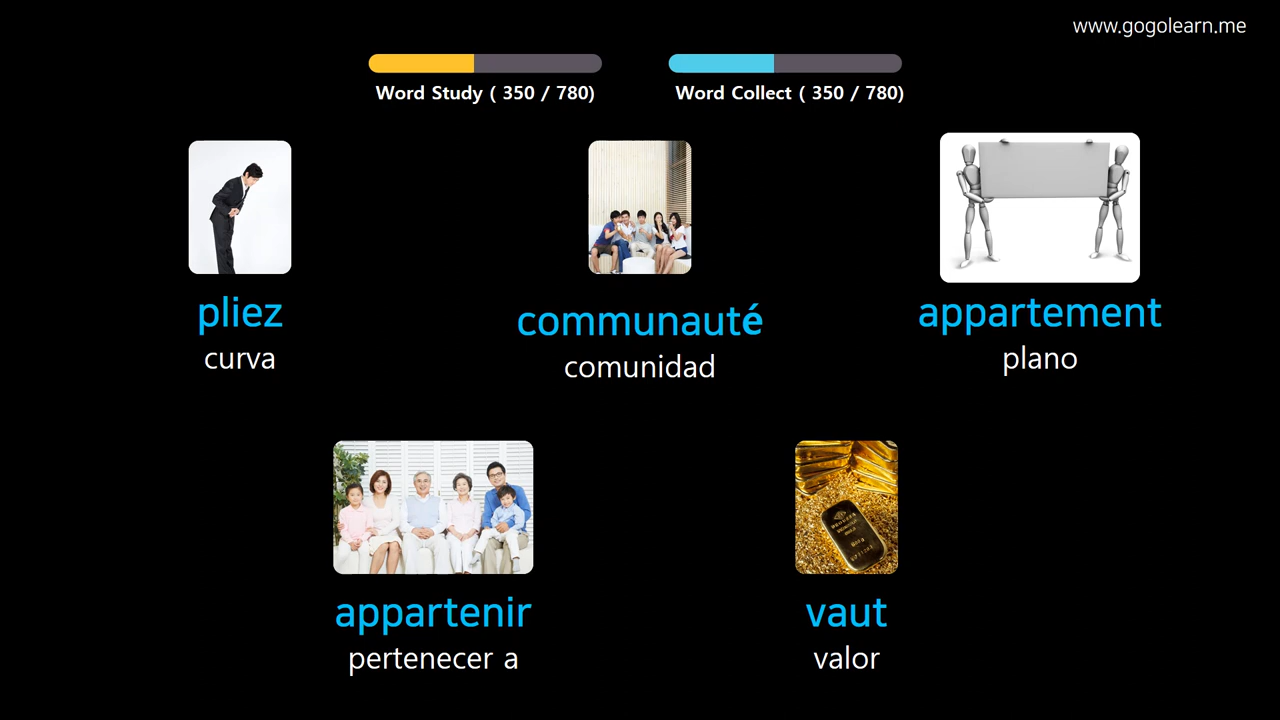 www.gogolearn.me
Word Study ( 350 / 780)
Word Collect ( 350 / 780)
pliez
curva
communauté
comunidad
appartement
plano
appartenir
pertenecer a
vaut
valor